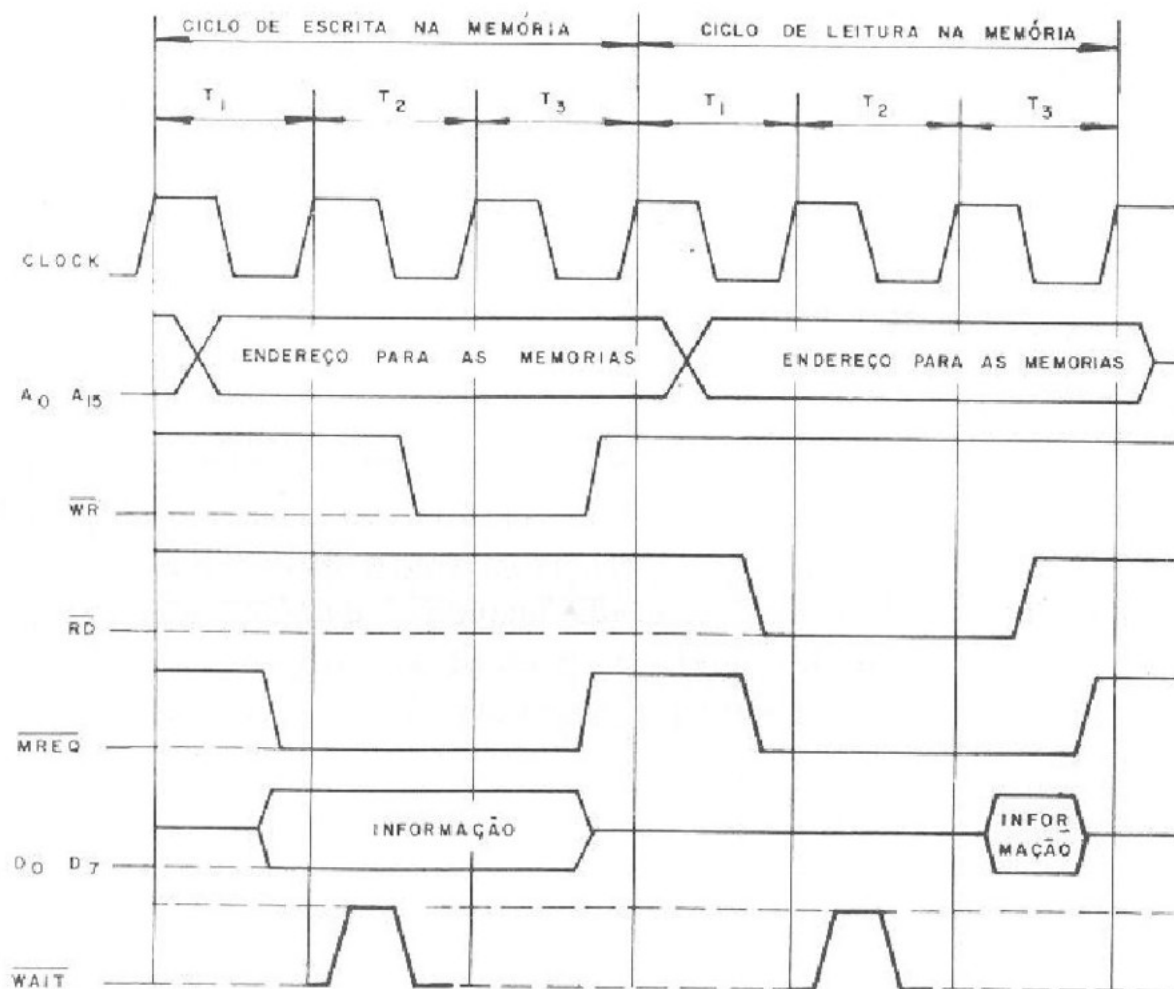 CICLO DE ESCRITA NA MEMÓRIA
CICLO DE LEITURA NA MEMÓRIA
T1 T2 T3 T1 T2 T3
CLOCK
ENDEREÇO PARA AS MEMORIAS
ENDEREÇO PARA AS MEMORIAS
A0 A15
WR
RD
MREQ
INFORMAÇÃO
INFOR
MAÇÃO
D0 D7
WAIT